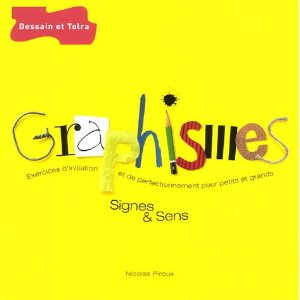 Dessain et Tolra
Graphismes
Exercices d'initiation et de perfectionnement pour petits et grands
Signes
& Sens
Nicolas Piroux